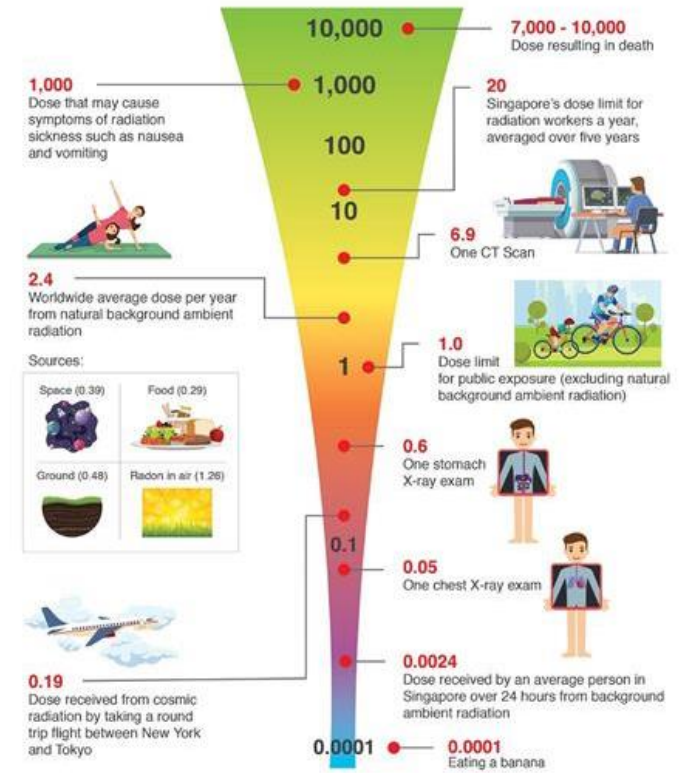 10,000
7,000 - 10,000
Dose resulting in death
1,000
Dose that may cause
symptoms of radiation
sickness such as nausea
and vomiting
1,000
20
Singapore's dose limit for
radiation workers a year,
averaged over five years
100
10
6.9
One CT Scan
2.4
Worldwide average dose per year
from natural background ambient
radiation
1
1.0
Dose limit
for public exposure (excluding natural
background ambient radiation)
Sources:
Space (0.39)
Food (0.29)
Ground (0.48)
Radon in air (1.26)
0.6
One stomach
X-ray exam
0.1
0.05
One chest X-ray exam
0.19
Dose received from cosmic
radiation by taking a round
trip flight between New York
and Tokyo
0.0024
Dose received by an average person in
Singapore over 24 hours from background
ambient radiation
0.0001
0.0001
Eating a banana